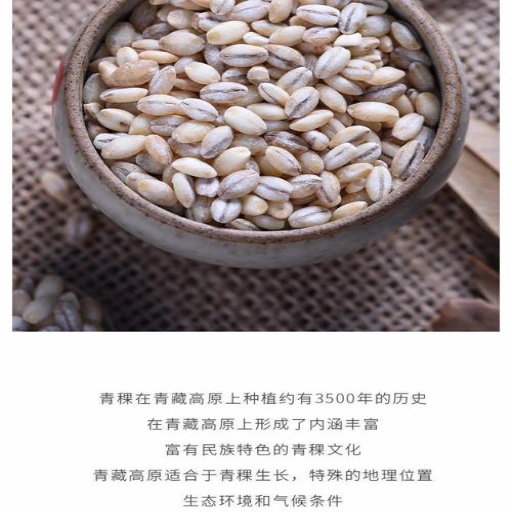 青稞在青藏高原上种植约有3500年的历史
在青藏高原上形成了内涵丰富
富有民族特色的青稞文化
青藏高原适合于青稞生长，特殊的地理位置
生态环境和气候条件